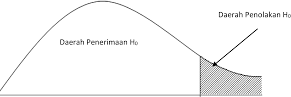 Daerah Penolakan H₀
Daerah Penerimaan H₀